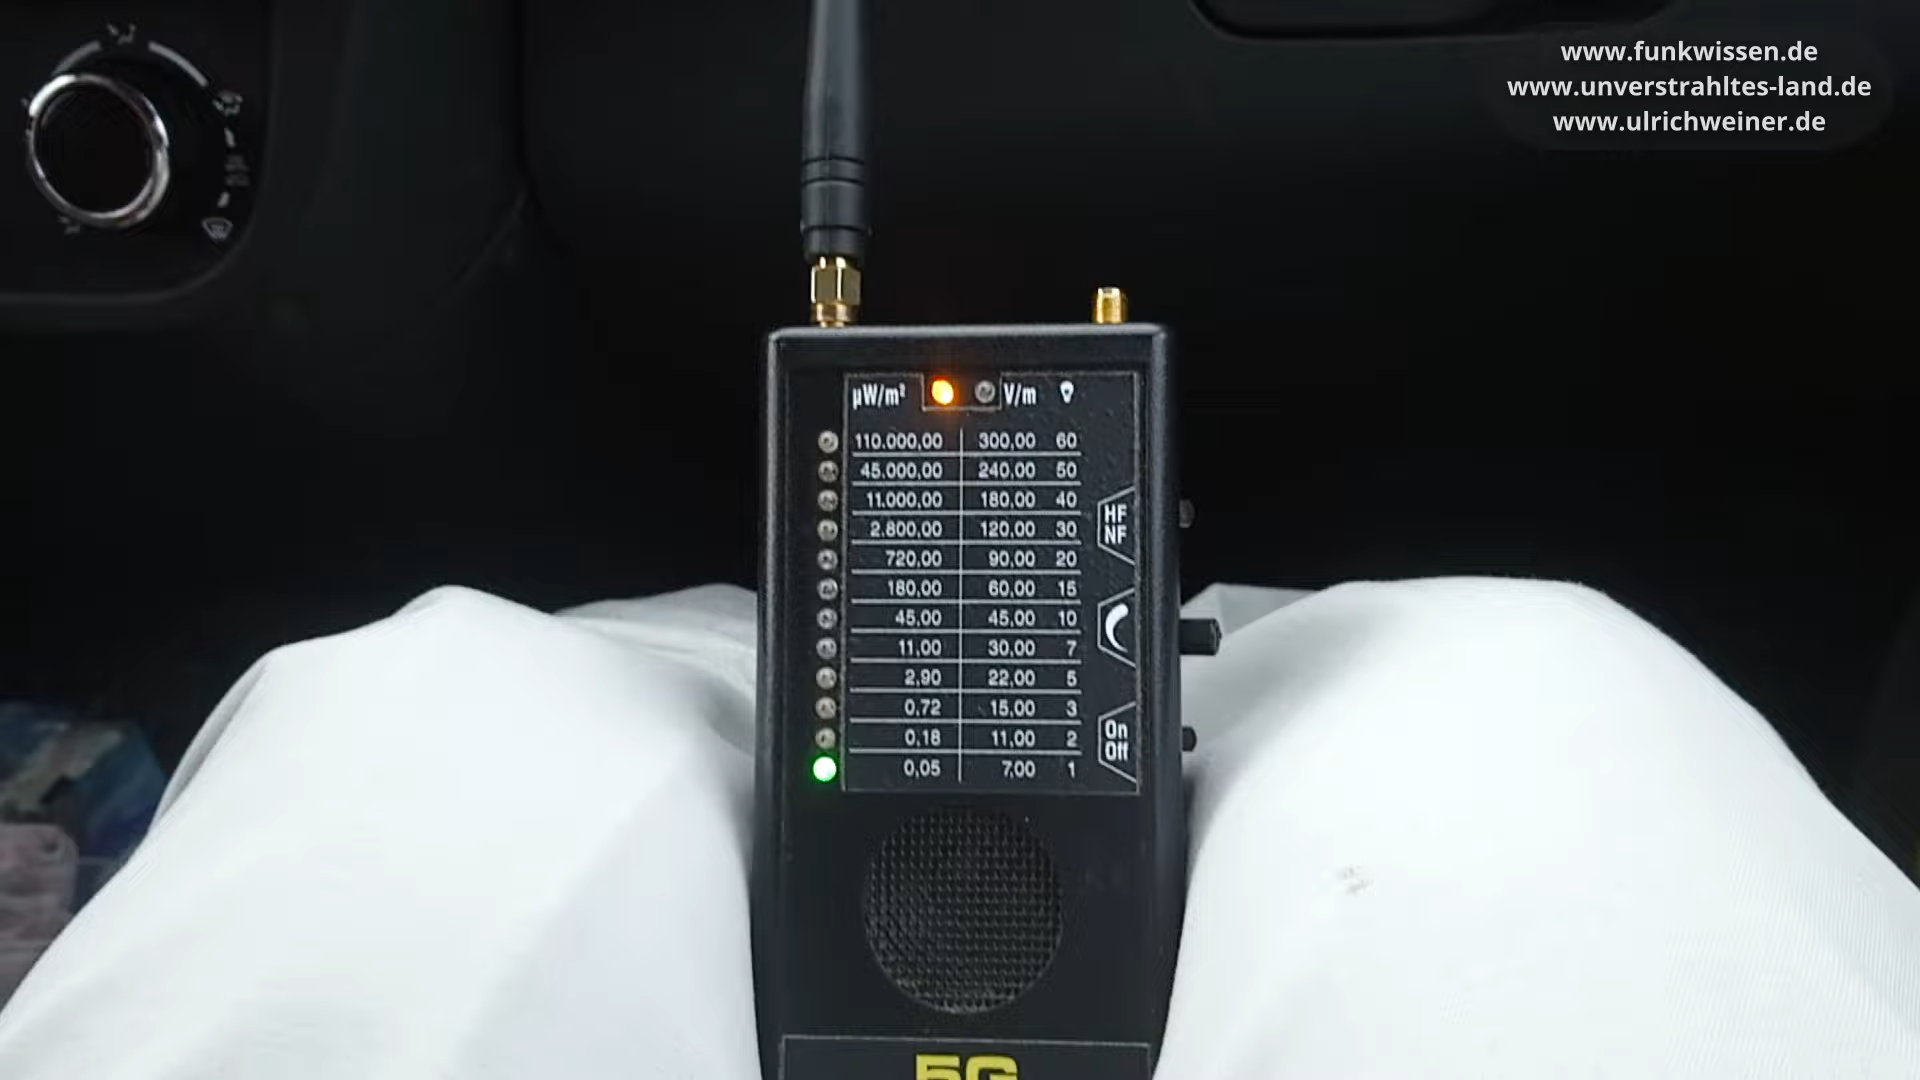 www.funkwissen.de
www.unverstrahltes-land.de
www.ulrichweiner.de
µW/m² V/m
110.000,00 300,00 60
45.000,00 240,00 50
11.000,00 180,00 40
2.800,00 120,00 30
720,00 90,00 20
180,00 60,00 15
45,00 45,00 10
11,00 30,00 7
2,90 22,00 5
0,72 15,00 3
0,18 11,00 2
0,05 7,00 1
HF
NF
On
Off
5G